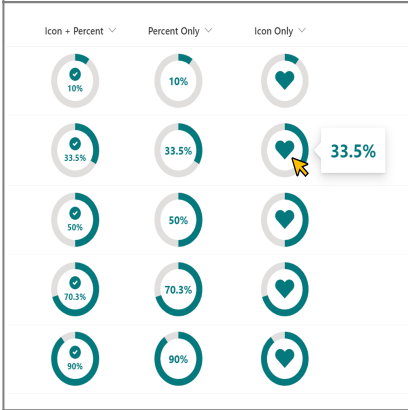 Icon + Percent Percent Only Icon Only
10% 10%
33.5% 33.5% 33.5%
50% 50%
70.3% 70.3%
90% 90%